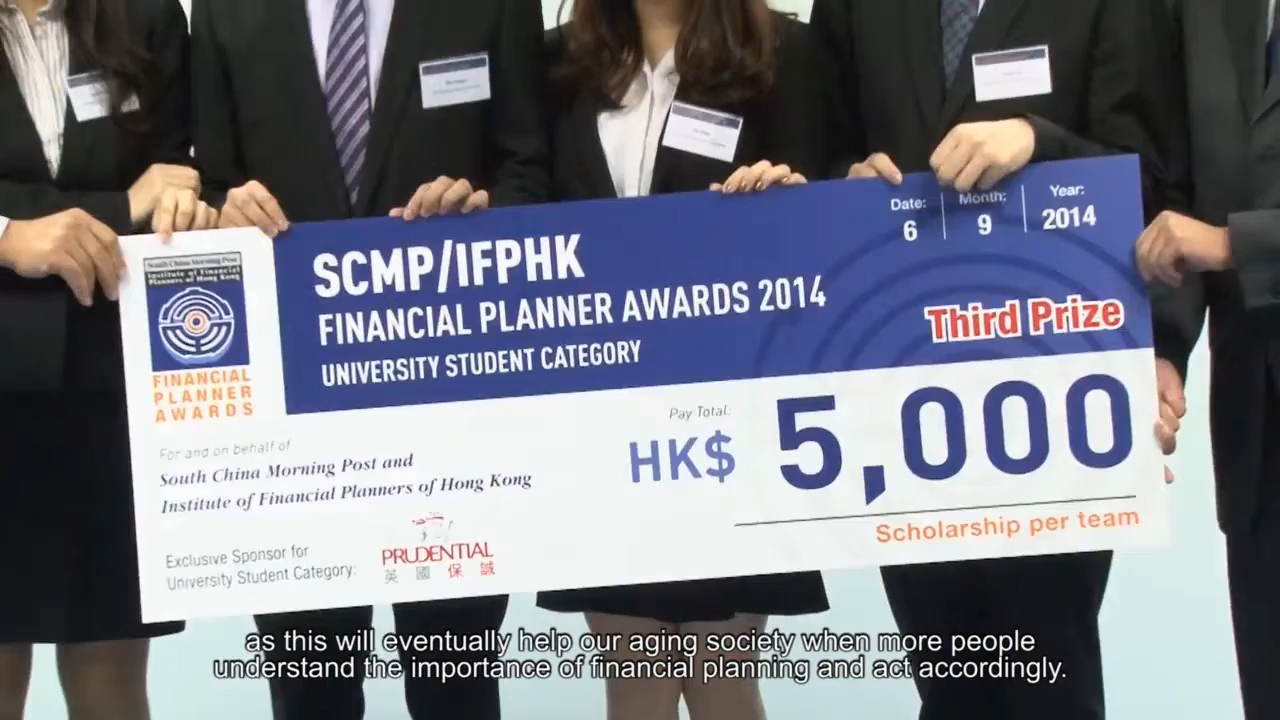 South China Morning Post
Institute of Financial
Planners of Hong Kong
FINANCIAL
PLANNER
AWARDS
SCMP/IFPHK
FINANCIAL PLANNER AWARDS 2014
UNIVERSITY STUDENT CATEGORY
Date: Month: Year:
6 9 2014
Third Prize
Pay Total:
HK$ 5,000
Scholarship per team
For and on behalf of
South China Morning Post and
Institute of Financial Planners of Hong Kong
Exclusive Sponsor for
University Student Category:
PRUDENTIAL
英國保誠
as this will eventually help our aging society when more people
understand the importance of financial planning and act accordingly.